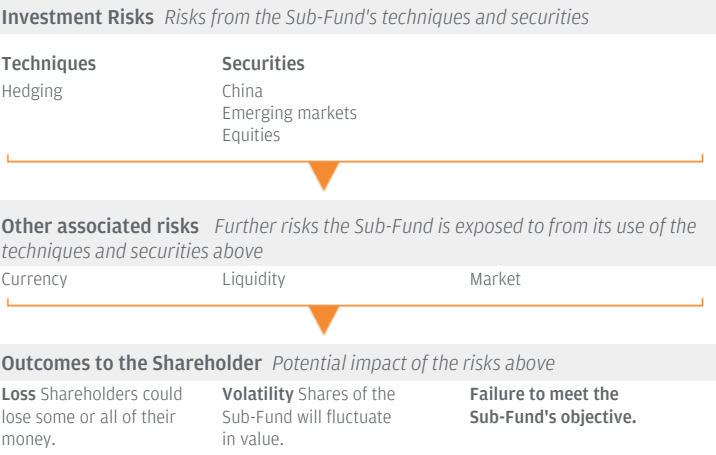 Investment Risks Risks from the Sub-Fund's techniques and securities
Techniques
Hedging
Securities
China
Emerging markets
Equities
Other associated risks Further risks the Sub-Fund is exposed to from its use of the
techniques and securities above
Currency
Liquidity
Market
Outcomes to the Shareholder Potential impact of the risks above
Loss Shareholders could
lose some or all of their
money.
Volatility Shares of the
Sub-Fund will fluctuate
in value.
Failure to meet the
Sub-Fund's objective.